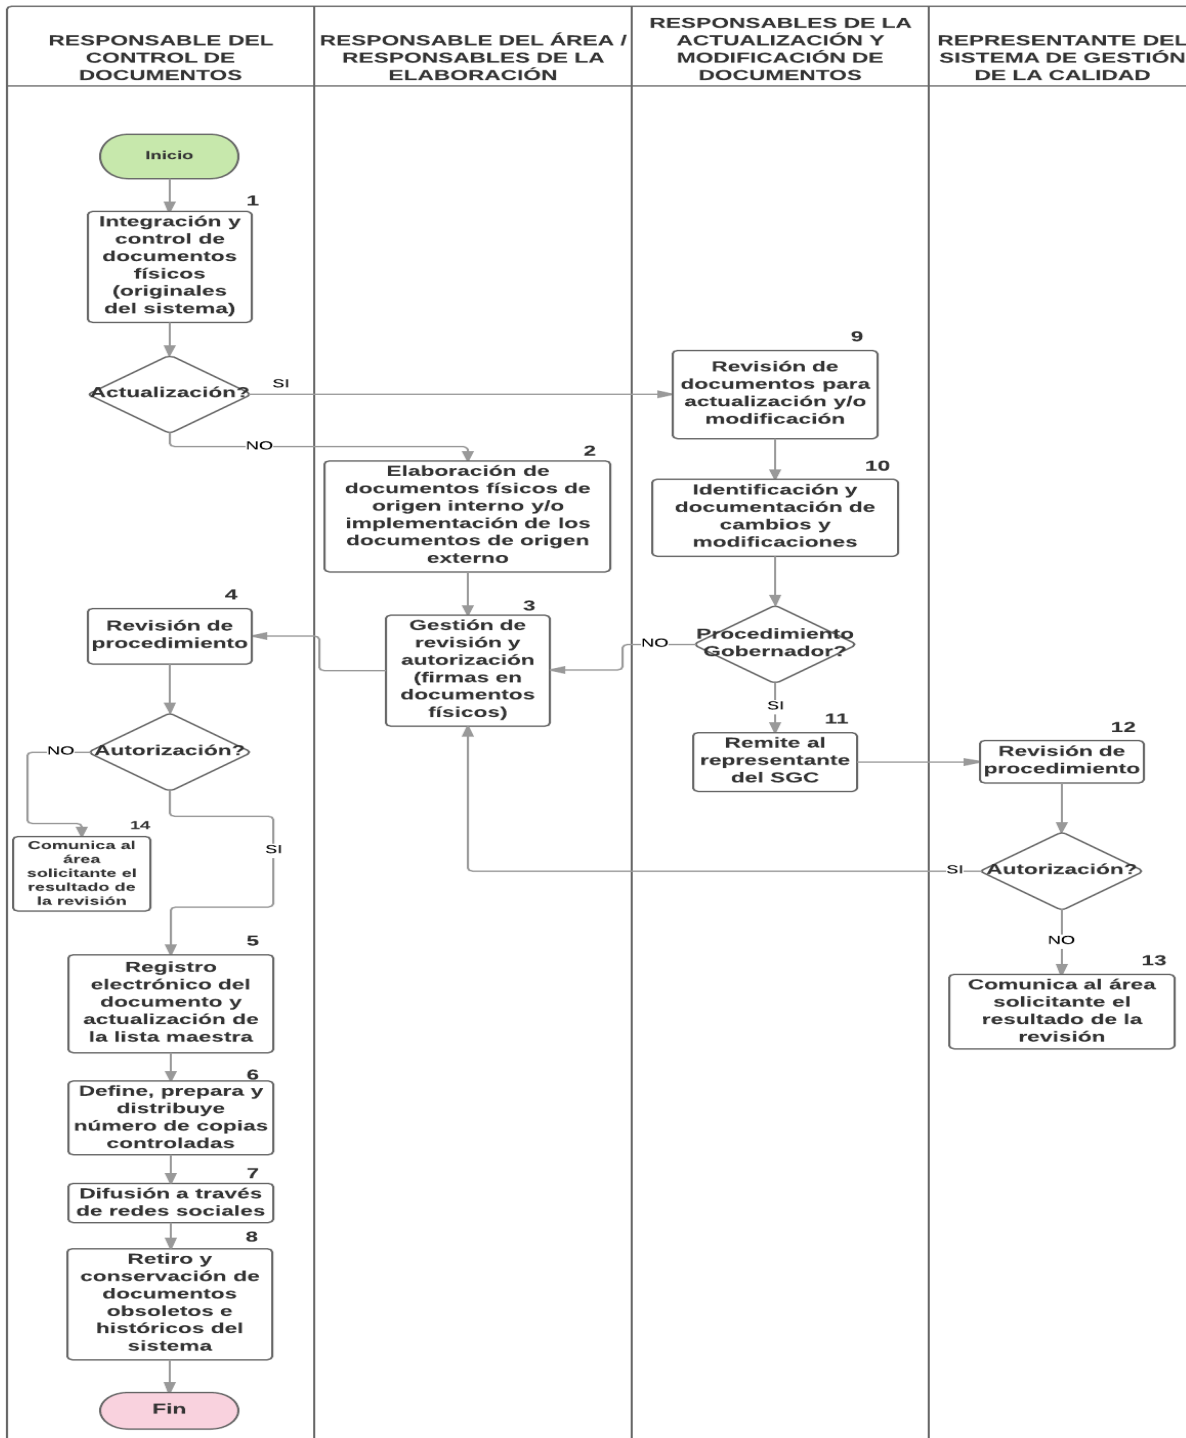 RESPONSABLE DEL
CONTROL DE
DOCUMENTOS
RESPONSABLE DEL ÁREA /
RESPONSABLES DE LA
ELABORACIÓN
RESPONSABLES DE LA
ACTUALIZACIÓN Y
MODIFICACIÓN DE
DOCUMENTOS
REPRESENTANTE DEL
SISTEMA DE GESTIÓN
DE LA CALIDAD
Inicio
1
Integración y
control de
documentos
físicos
(originales
del sistema)
Actualización?
SI
NO
2
Elaboración de
documentos físicos de
origen interno y/o
implementación de los
documentos de origen
externo
3
Gestión de
revisión y
autorización
(firmas en
documentos
físicos)
4
Revisión de
procedimiento
Autorización?
NO
14
Comunica al
área
solicitante el
resultado de
la revisión
SI
5
Registro
electrónico del
documento y
actualización de
la lista maestra
6
Define, prepara y
distribuye
número de copias
controladas
7
Difusión a través
de redes sociales
8
Retiro y
conservación de
documentos
obsoletos e
históricos del
sistema
Fin
9
Revisión de
documentos para
actualización y/o
modificación
10
Identificación y
documentación de
cambios y
modificaciones
Procedimiento
Gobernador?
NO
SI
11
Remite al
representante
del SGC
12
Revisión de
procedimiento
Autorización?
SI
NO
13
Comunica al área
solicitante el
resultado de la
revisión